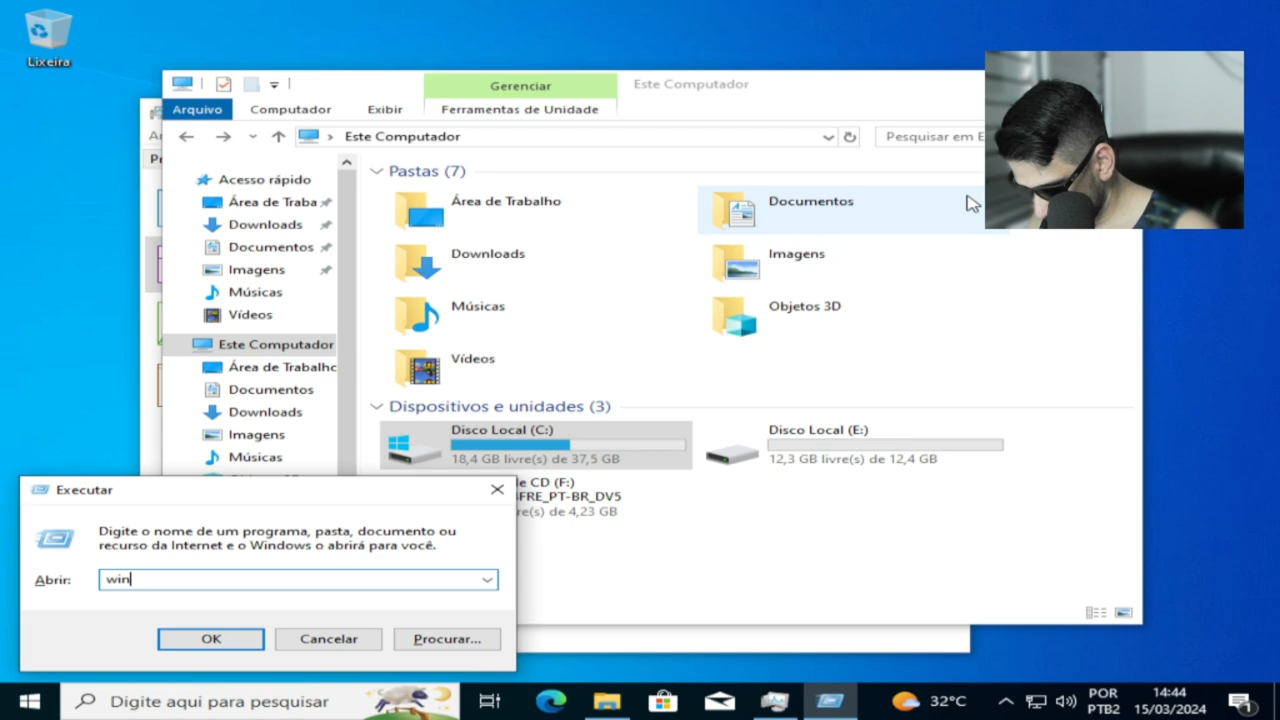 Lixeira
Gerenciar
Este Computador
Arquivo
Computador
Exibir
Ferramentas de Unidade
Este Computador
Pesquisar em E
Acesso rápido
Área de Traba
Downloads
Documentos
Imagens
Músicas
Vídeos
Este Computador
Área de Trabalho
Documentos
Downloads
Imagens
Músicas
Pastas (7)
Área de Trabalho
Documentos
Downloads
Imagens
Músicas
Objetos 3D
Vídeos
Dispositivos e unidades (3)
Disco Local (C:)
18,4 GB livre(s) de 37,5 GB
Disco Local (E:)
12,3 GB livre(s) de 12,4 GB
e CD (F:)
FRE_PT-BR_DV5
re(s) de 4,23 GB
Executar
Digite o nome de um programa, pasta, documento ou
recurso da Internet e o Windows o abrirá para você.
Abrir:
win
OK
Cancelar
Procurar...
Digite aqui para pesquisar
32°C
POR
PTB2
14:44
15/03/2024
1